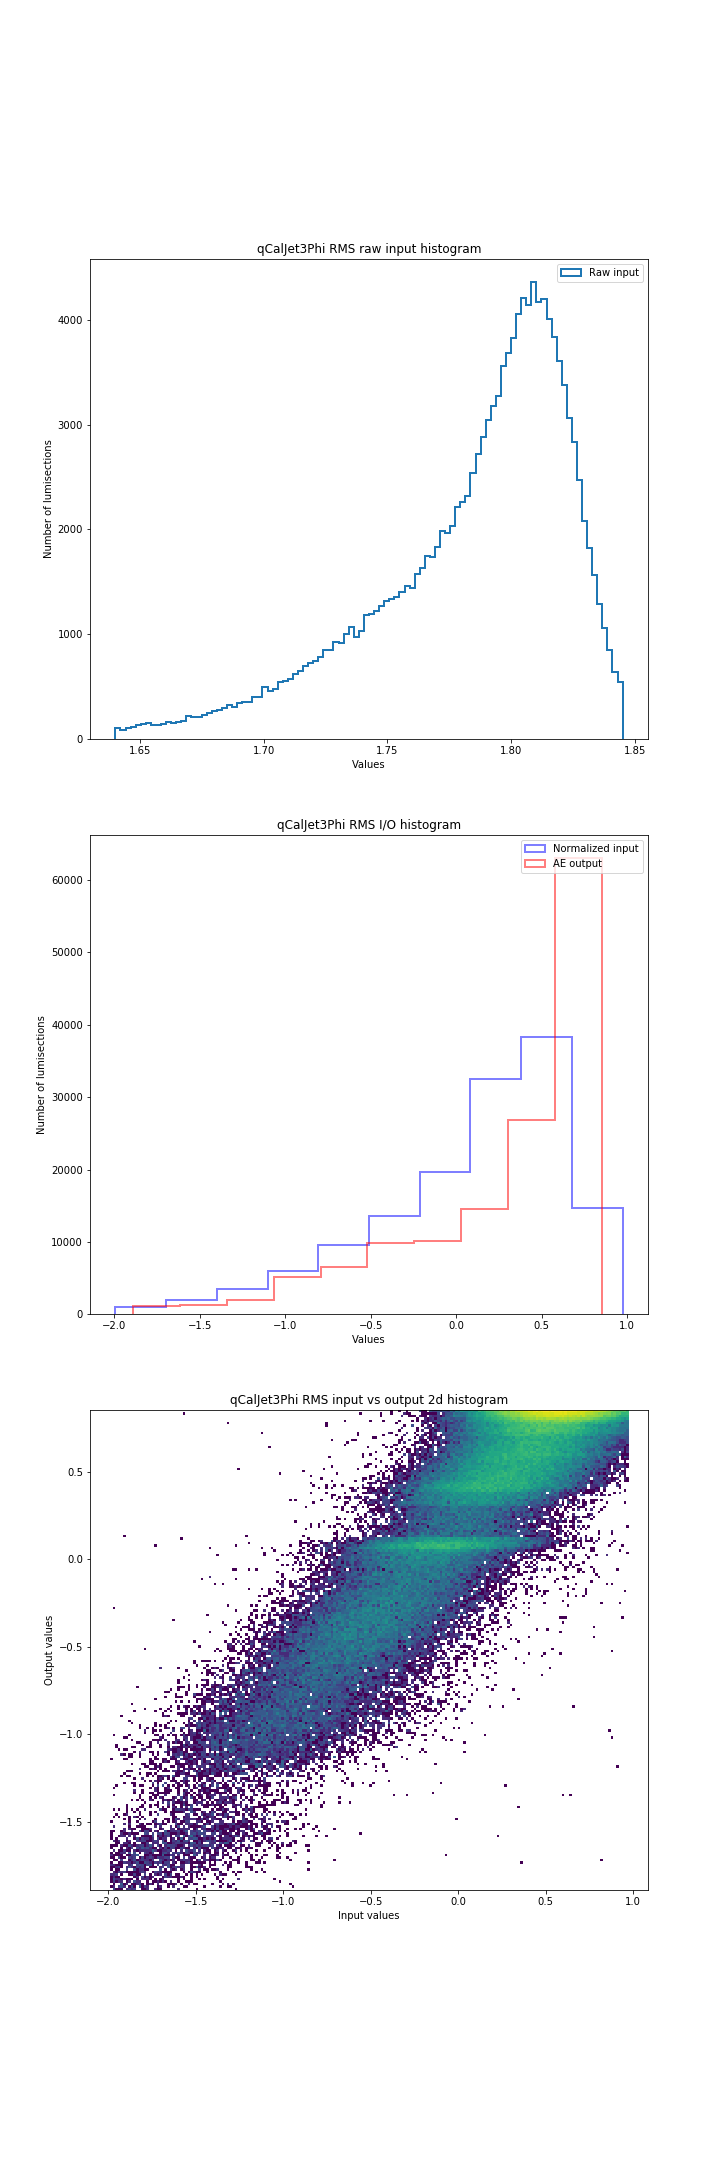 qCalJet3Phi RMS raw input histogram
Raw input
4000
3000
2000
1000
0
Number of lumisections
1.65 1.70 1.75 1.80 1.85
Values
qCalJet3Phi RMS I/O histogram
Normalized input
AE output
60000
50000
40000
30000
20000
10000
0
Number of lumisections
−2.0 −1.5 −1.0 −0.5 0.0 0.5 1.0
Values
qCalJet3Phi RMS input vs output 2d histogram
0.5
0.0
−0.5
−1.0
−1.5
Output values
−2.0 −1.5 −1.0 −0.5 0.0 0.5 1.0
Input values